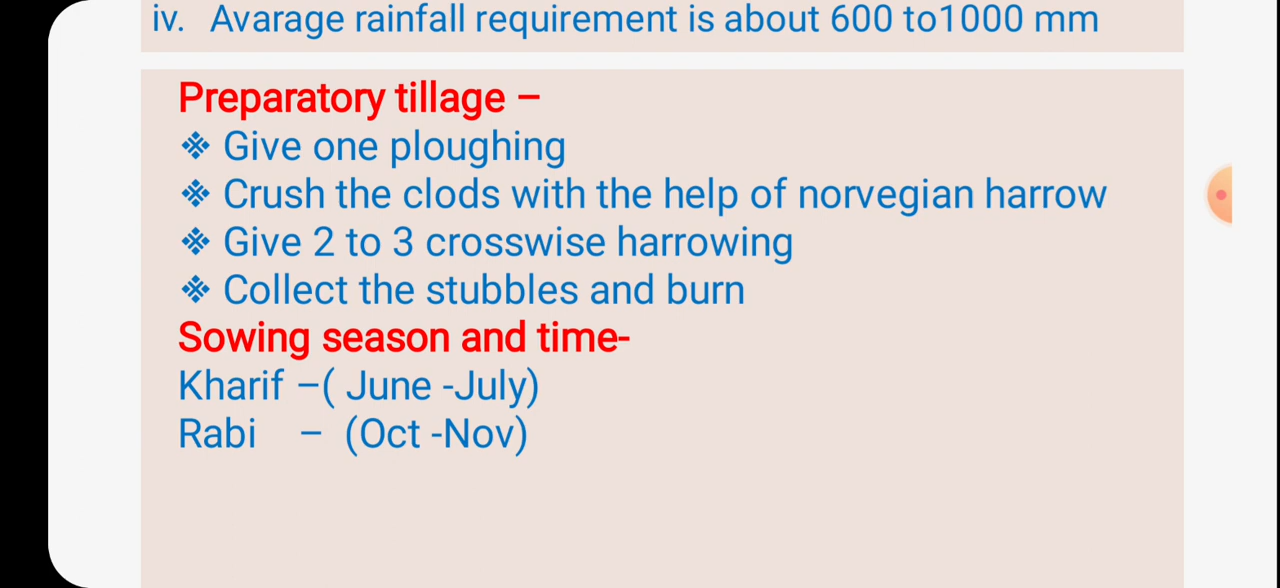 iv. Avarage rainfall requirement is about 600 to1000 mm
Preparatory tillage –
❖ Give one ploughing
❖ Crush the clods with the help of norvegian harrow
❖ Give 2 to 3 crosswise harrowing
❖ Collect the stubbles and burn
Sowing season and time-
Kharif –( June -July)
Rabi – (Oct -Nov)